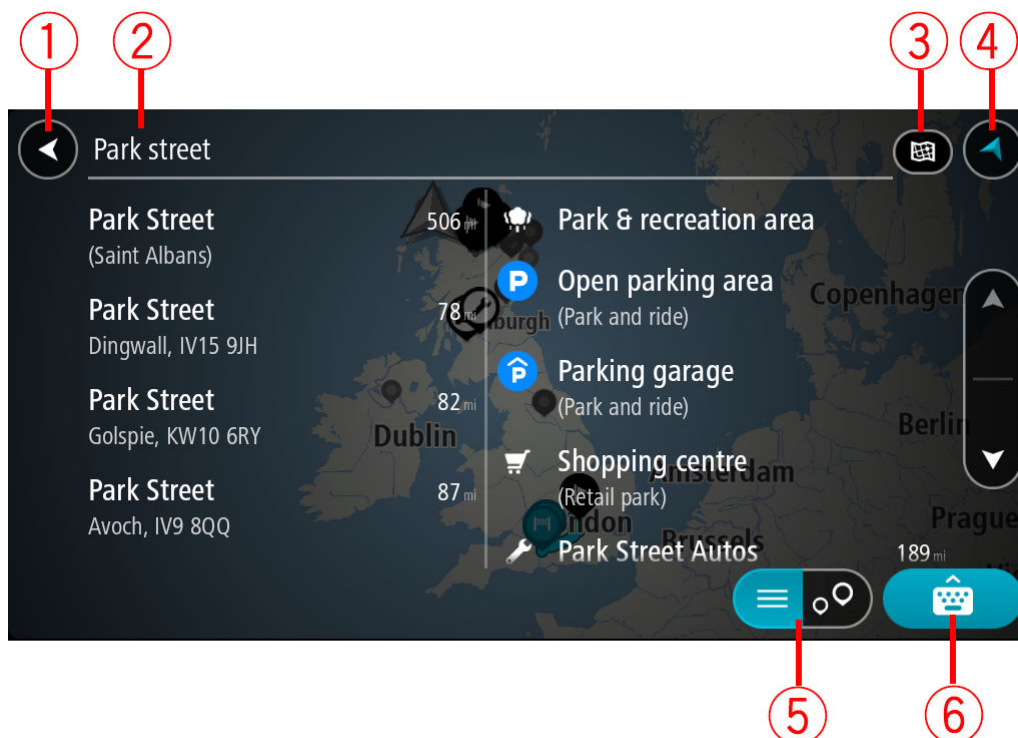 1 2 3 4
Park street
Park Street
506 mi
(Saint Albans)
Park Street
78 mi
Dingwall, IV15 9JH
Park Street
82 mi
Golspie, KW10 6RY
Park Street
87 mi
Avoch, IV9 8QQ
Park & recreation area
P
Open parking area
(Park and ride)
P
Parking garage
(Park and ride)
Shopping centre
(Retail park)
Park Street Autos
189 mi
burgh
Dublin
Copenhagen
Berlin
Amsterdam
ndon
Brussels
Prague
5 6